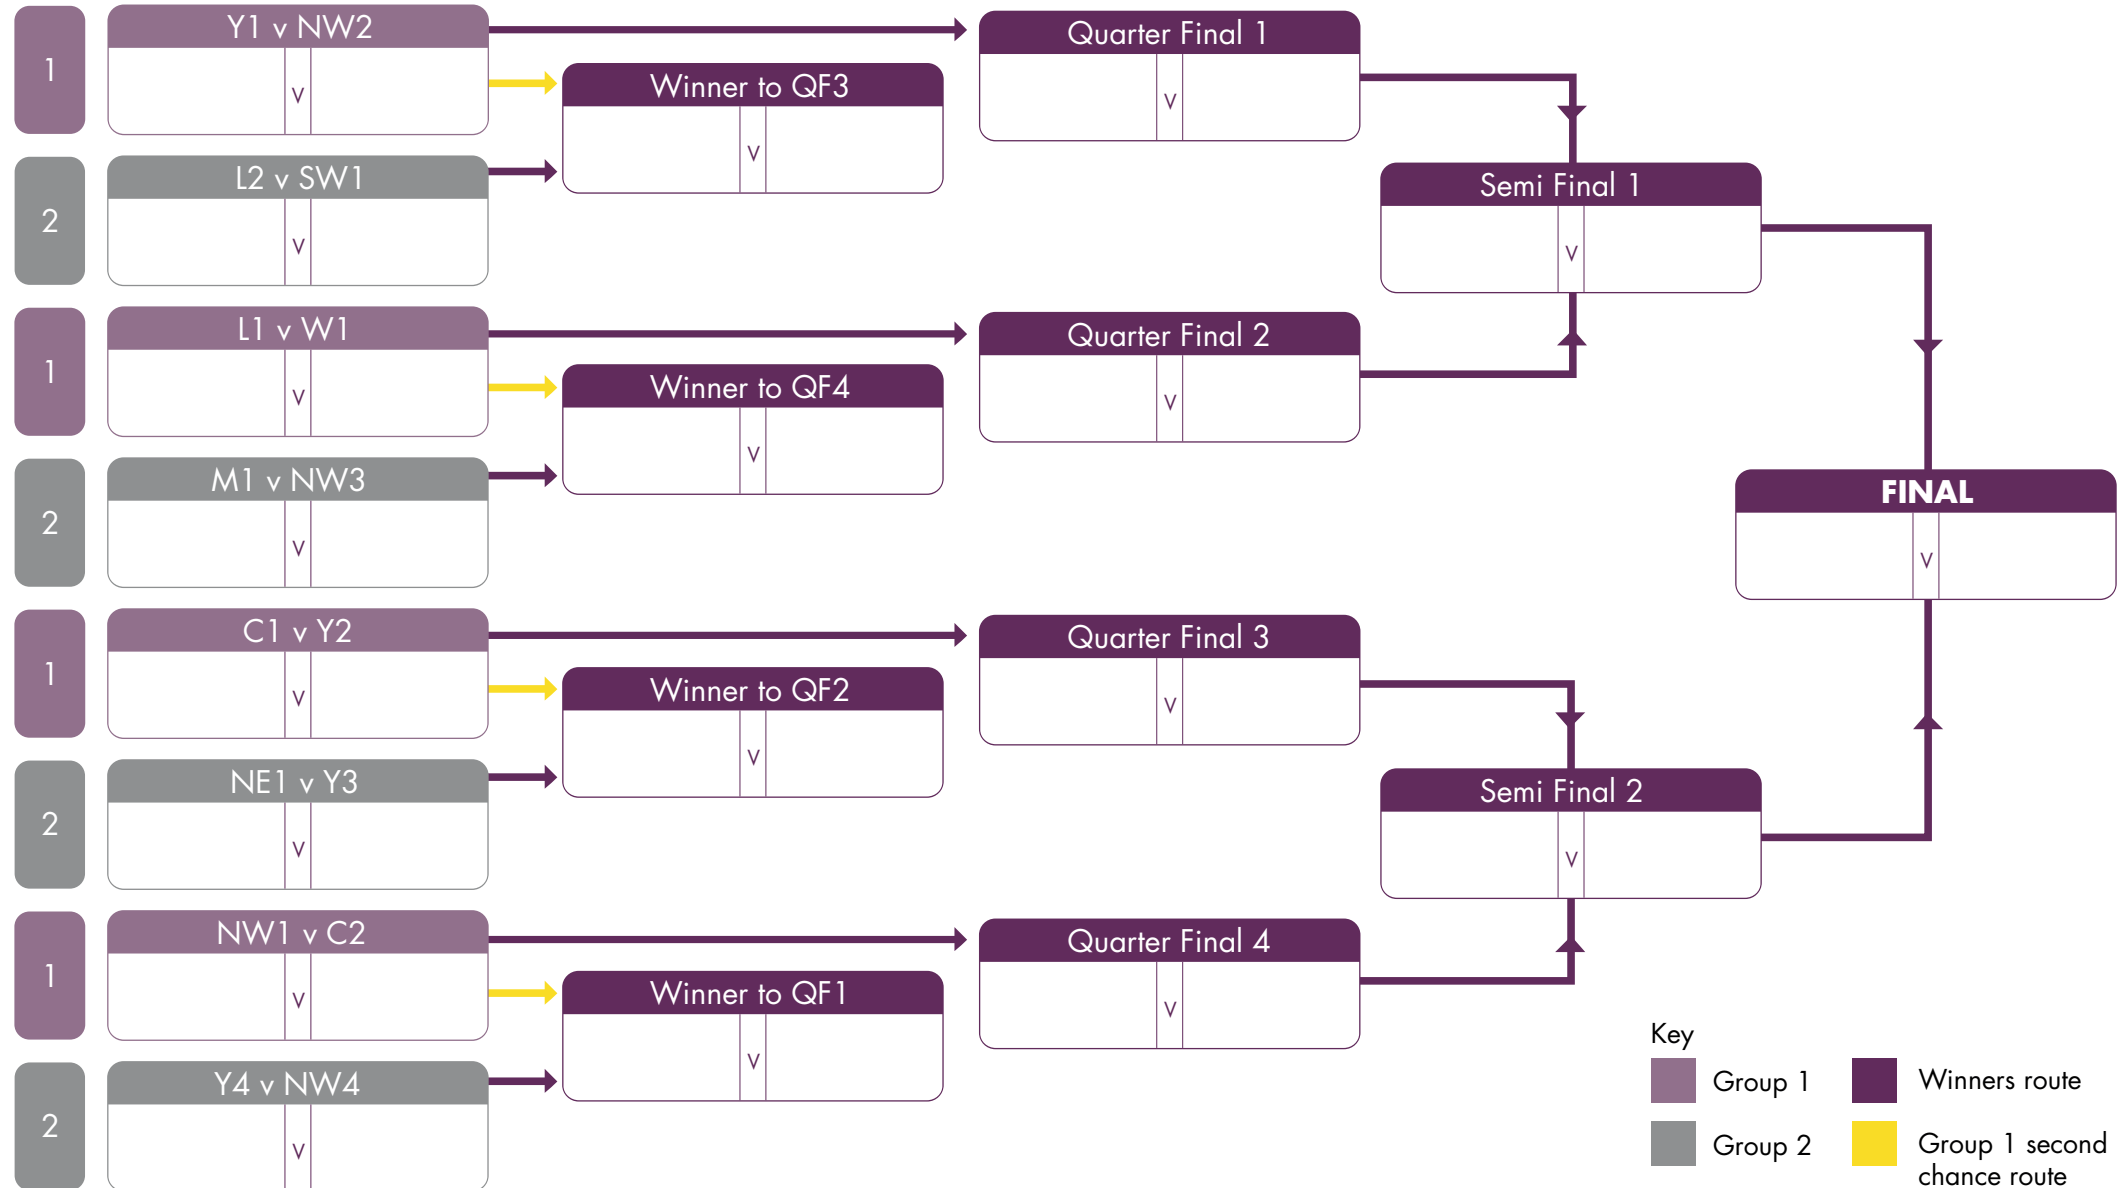 1
Y1 v NW2
v
Winner to QF3
v
Quarter Final 1
v
2
L2 v SW1
v
Semi Final 1
v
1
L1 v W1
v
Winner to QF4
v
Quarter Final 2
v
2
M1 v NW3
v
FINAL
v
1
C1 v Y2
v
Winner to QF2
v
Quarter Final 3
v
2
NE1 v Y3
v
Semi Final 2
v
1
NW1 v C2
v
Winner to QF1
v
Quarter Final 4
v
2
Y4 v NW4
v
Key
Group 1
Winners route
Group 2
Group 1 second
chance route